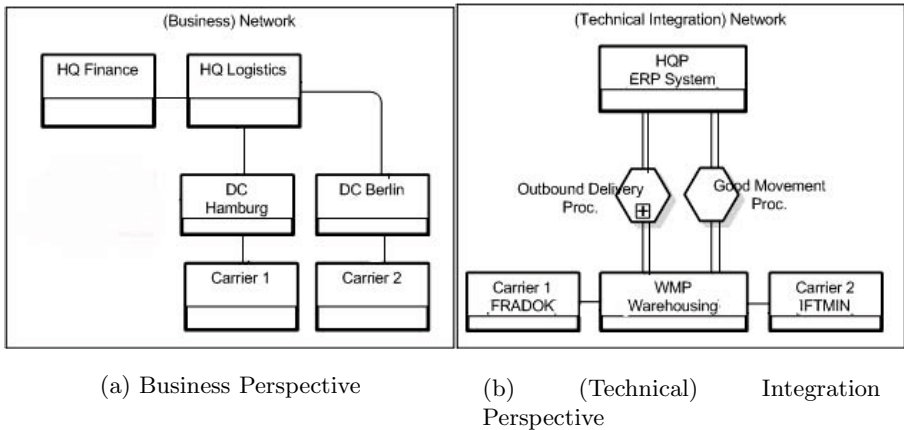 (Business) Network
HQ Finance
HQ Logistics
DC
Hamburg
DC Berlin
Carrier 1
Carrier 2
(Technical Integration) Network
HQP
ERP System
Outbound Delivery
Proc.
Good Movement
Proc.
Carrier 1
FRADOK
WMP
Warehousing
Carrier 2
IFTMIN
(a) Business Perspective
(b) (Technical) Integration
Perspective